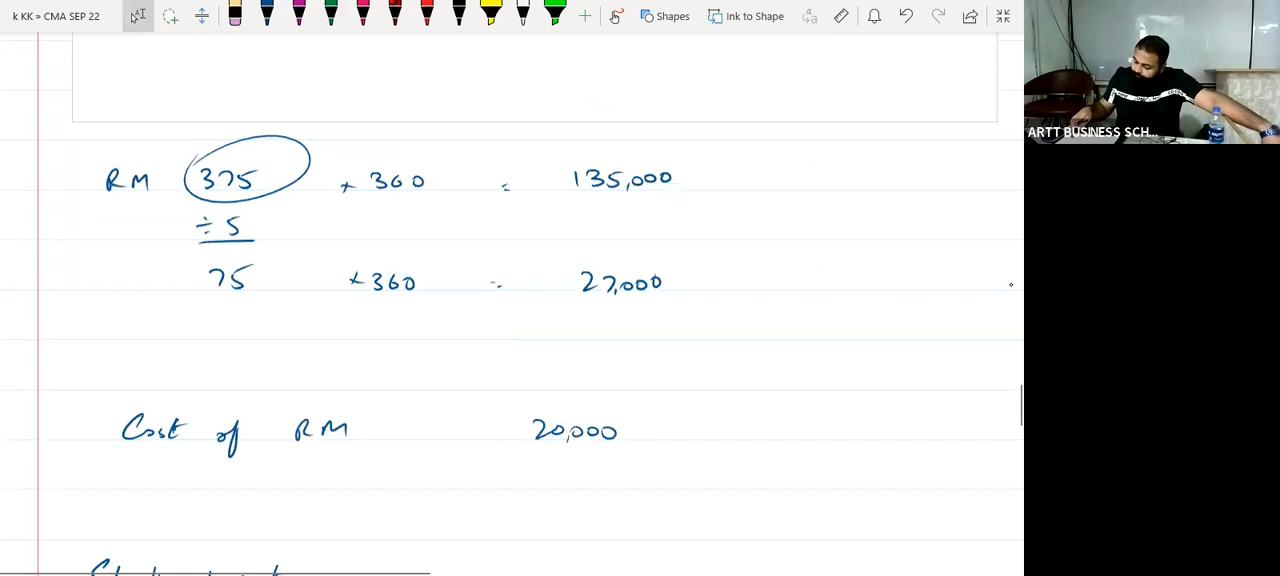 k KK » CMA SEP 22
Shapes
Ink to Shape
ARTT BUSINESS SCH...
RM 375 × 360 = 135,000
÷ 5
75 × 360 = 27,000
Cost of RM 20,000